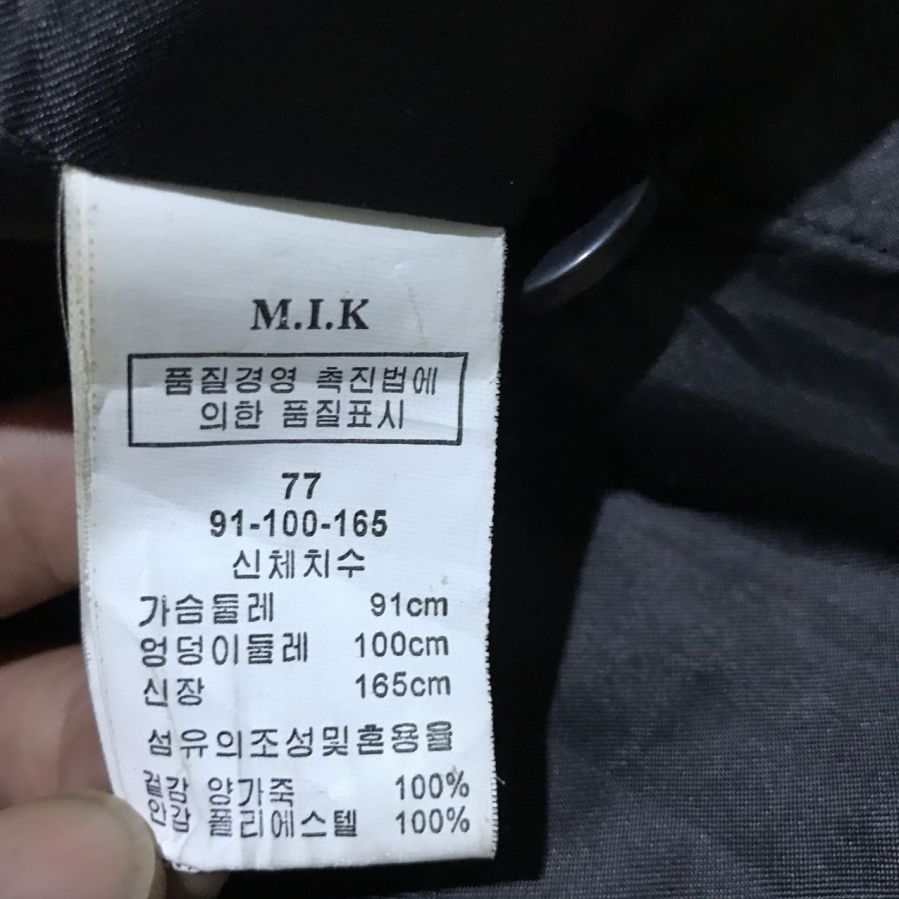 M.I.K
품질경영 촉진법에
의한 품질표시
77
91-100-165
신체치수
가슴둘레 91cm
엉덩이둘레 100cm
신장 165cm
섬유의조성및혼용율
겉감 양가죽 100%
안감 폴리에스텔 100%